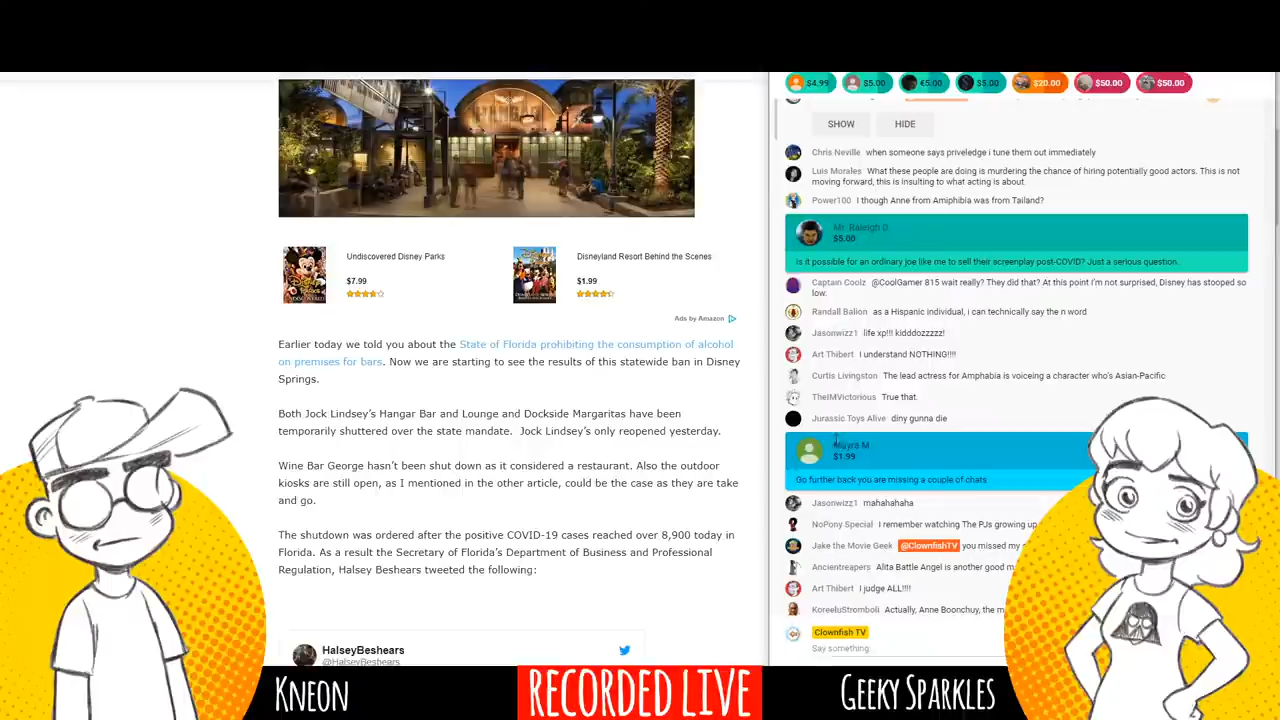 $4.99
$5.00
€5.00
$5.00
$20.00
$50.00
$50.00
SHOW
HIDE
Chris Neville when someone says priveledge i tune them out immediately
Luis Morales What these people are doing is murdering the chance of hiring potentially good actors. This is not
moving forward, this is Insulting to what acting is about
Power100 I though Anne from Amiphibia was from Tailand?
Mr. Raleigh D.
$5.00
Is it possible for an ordinary joe like me to sell their screenplay post-COVID? Just a serious question.
Captain Coolz @CoolGamer 815 wait really? They did that? At this point I'm not surprised, Disney has stooped so
low.
Randall Balion as a Hispanic individual, i can technically say the n word
Jasonwizz1 life xp!!! kidddozzzzz!
Art Thibert I understand NOTHING!!!!
Curtis Livingston The lead actress for Amphabia is voiceing a character who's Asian-Pacific
TheIMVictorious True that.
Jurassic Toys Alive diny gunna die
Mayra M
$1.99
Go further back you are missing a couple of chats
Jasonwizz1 mahahahaha
NoPony Special I remember watching The PJs growing up
Jake the Movie Geek @ClownfishTV you missed my
Ancientreapers Alita Battle Angel is another good m
Art Thibert I judge ALL!!!!
KoreeluStromboli Actually, Anne Boonchuy, the m
Clownfish TV
Say something...
Undiscovered Disney Parks
$7.99
Disneyland Resort Behind the Scenes
$1.99
Ads by Amazon
Earlier today we told you about the State of Florida prohibiting the consumption of alcohol
on premises for bars. Now we are starting to see the results of this statewide ban in Disney
Springs.
Both Jock Lindsey's Hangar Bar and Lounge and Dockside Margaritas have been
temporarily shuttered over the state mandate. Jock Lindsey's only reopened yesterday.
Wine Bar George hasn't been shut down as it considered a restaurant. Also the outdoor
kiosks are still open, as I mentioned in the other article, could be the case as they are take
and go.
The shutdown was ordered after the positive COVID-19 cases reached over 8,900 today in
Florida. As a result the Secretary of Florida's Department of Business and Professional
Regulation, Halsey Beshears tweeted the following:
HalseyBeshears
@HalseyBeshears
KNEON
RECORDED LIVE
GEEKY SPARKLES